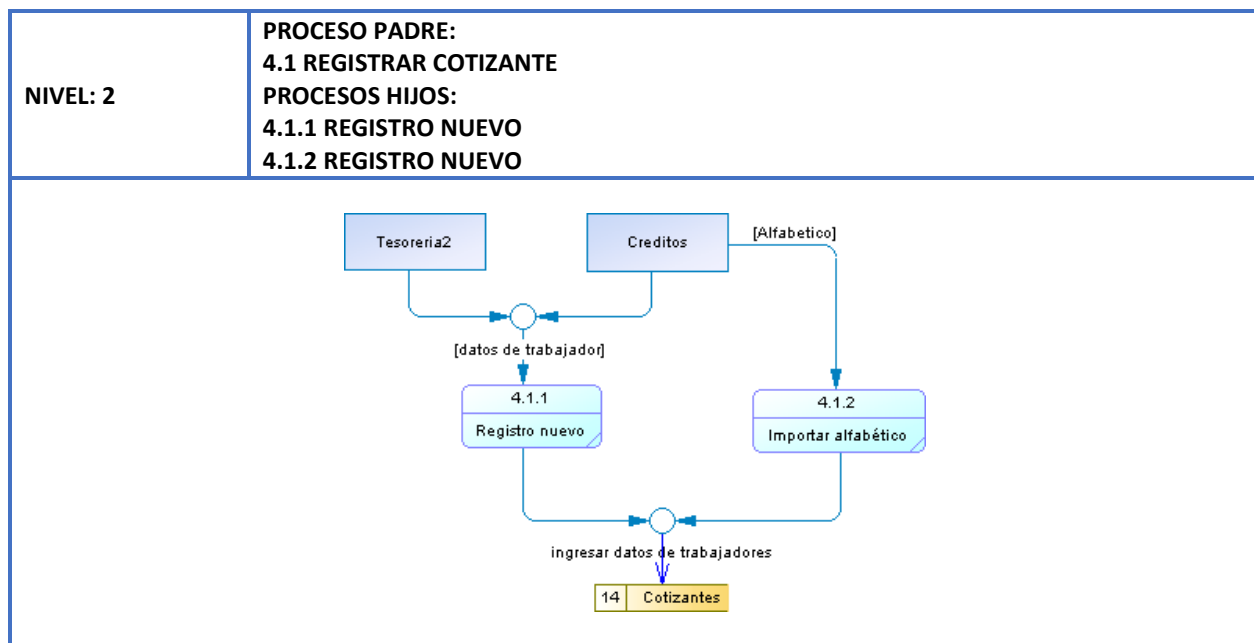 NIVEL: 2
PROCESO PADRE:
4.1 REGISTRAR COTIZANTE
PROCESOS HIJOS:
4.1.1 REGISTRO NUEVO
4.1.2 REGISTRO NUEVO
Tesoreria2
Creditos
[Alfabetico]
[datos de trabajador]
4.1.1
Registro nuevo
4.1.2
Importar alfabético
ingresar datos de trabajadores
14 Cotizantes